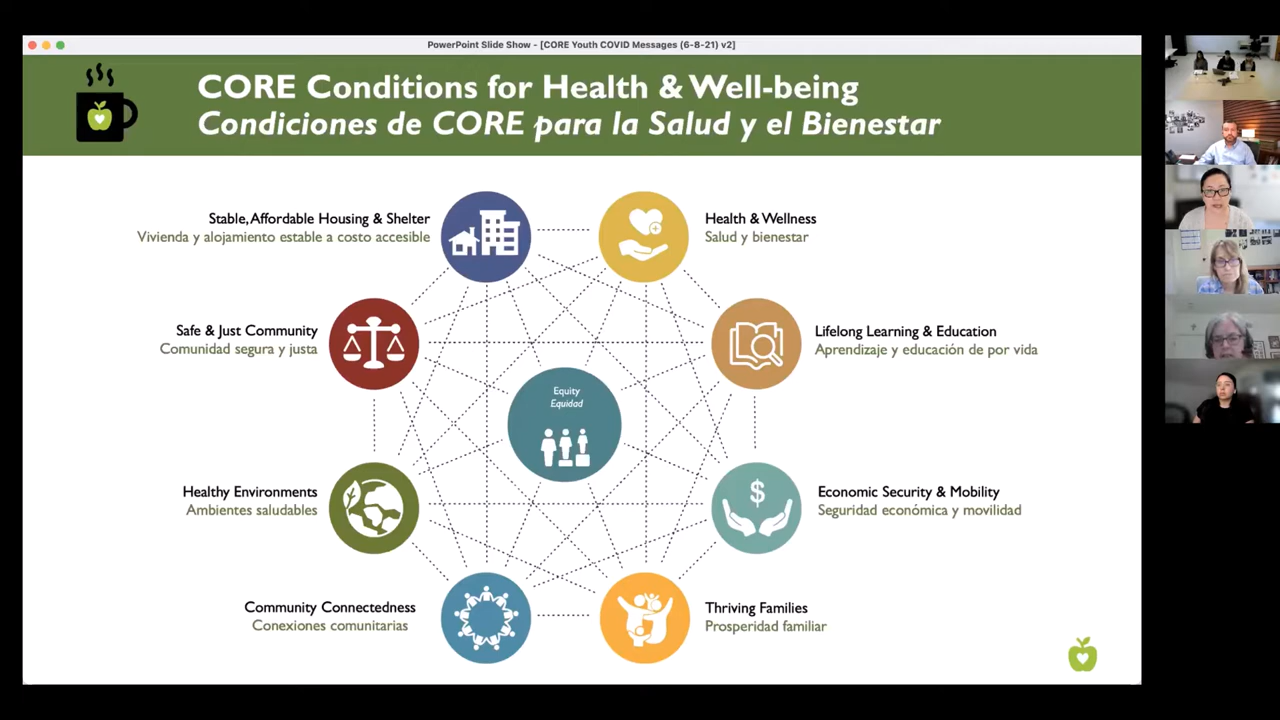 PowerPoint Slide Show - [CORE Youth COVID Messages (6-8-21) v2]
CORE Conditions for Health & Well-being
Condiciones de CORE para la Salud y el Bienestar
Stable, Affordable Housing & Shelter
Vivienda y alojamiento estable a costo accesible
Health & Wellness
Salud y bienestar
Safe & Just Community
Comunidad segura y justa
Lifelong Learning & Education
Aprendizaje y educación de por vida
Equity
Equidad
Healthy Environments
Ambientes saludables
$
Economic Security & Mobility
Seguridad económica y movilidad
Community Connectedness
Conexiones comunitarias
Thriving Families
Prosperidad familiar